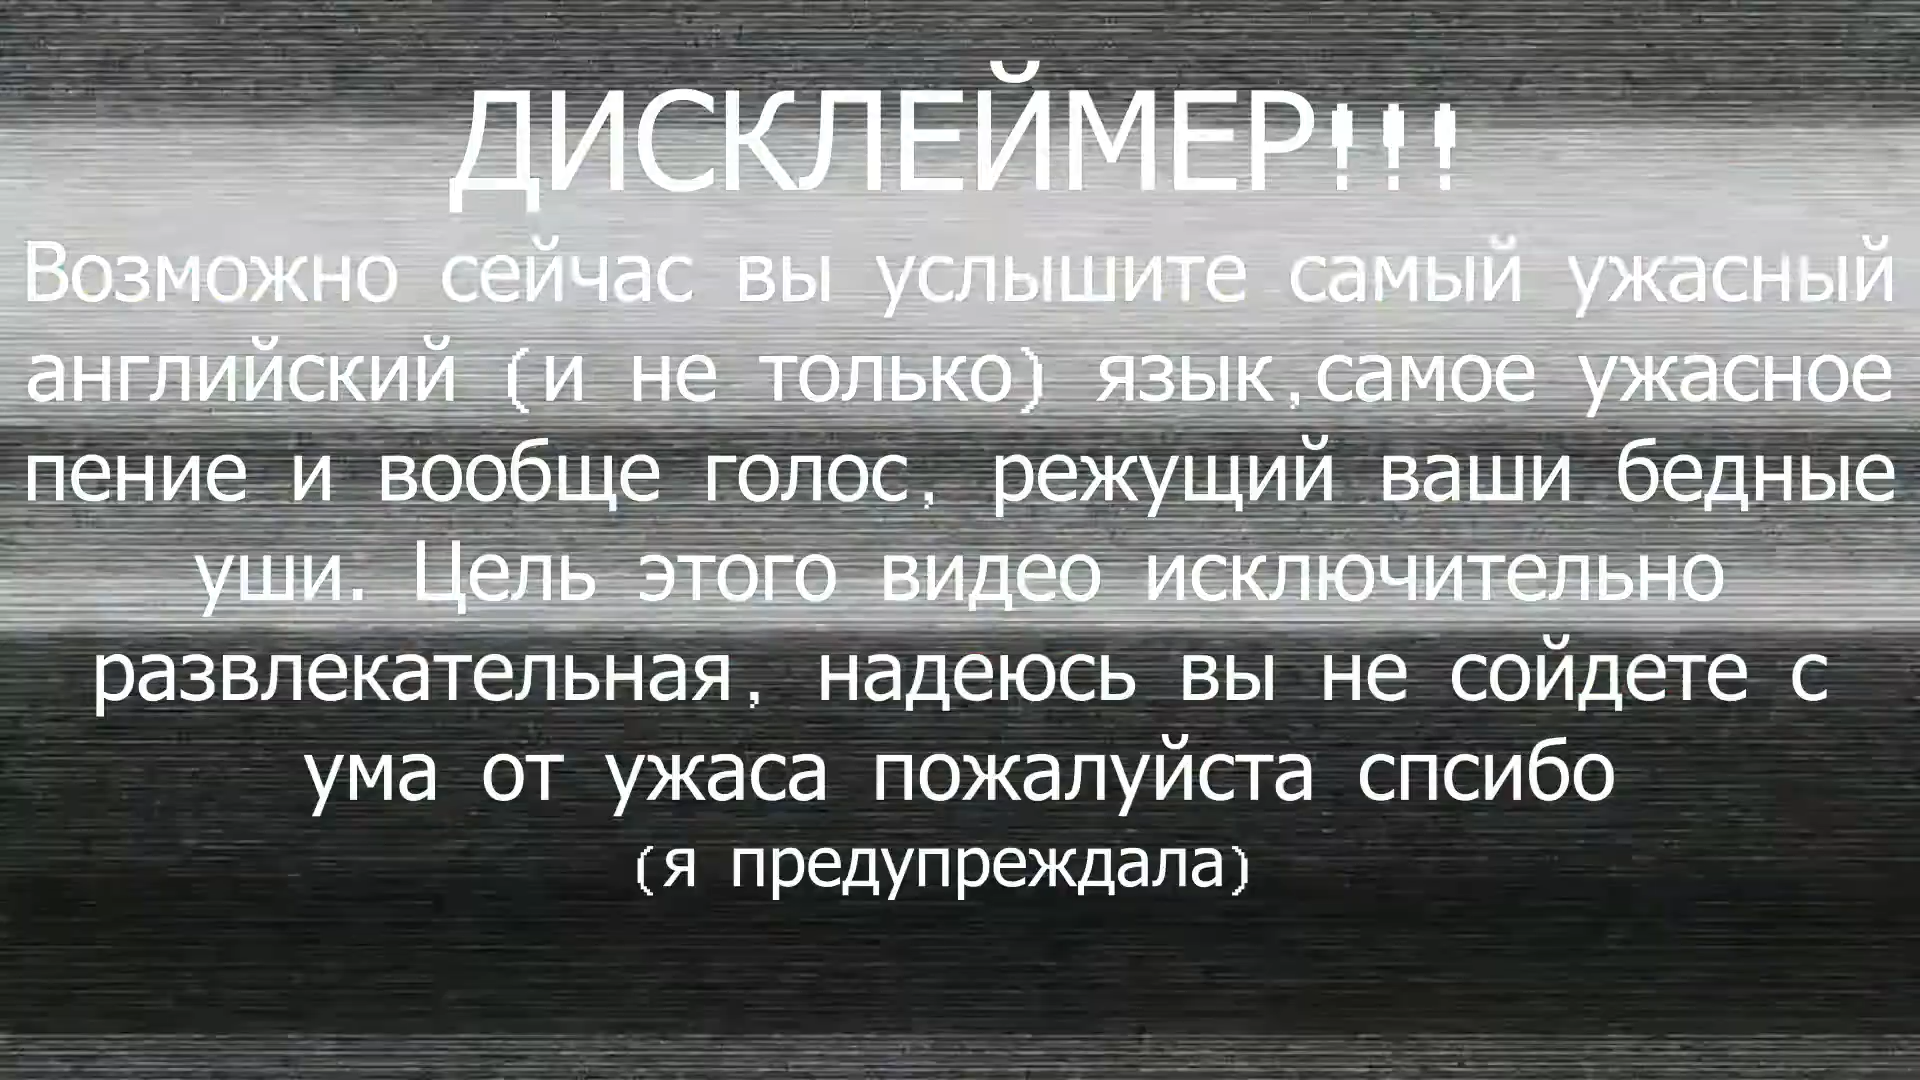 ДИСКЛЕЙМЕР!!!
Возможно сейчас вы услышите самый ужасный
английский (и не только) язык,самое ужасное
пение и вообще голос, режущий ваши бедные
уши. Цель этого видео исключительно
развлекательная, надеюсь вы не сойдете с
ума от ужаса пожалуйста спсибо
(я предупреждала)